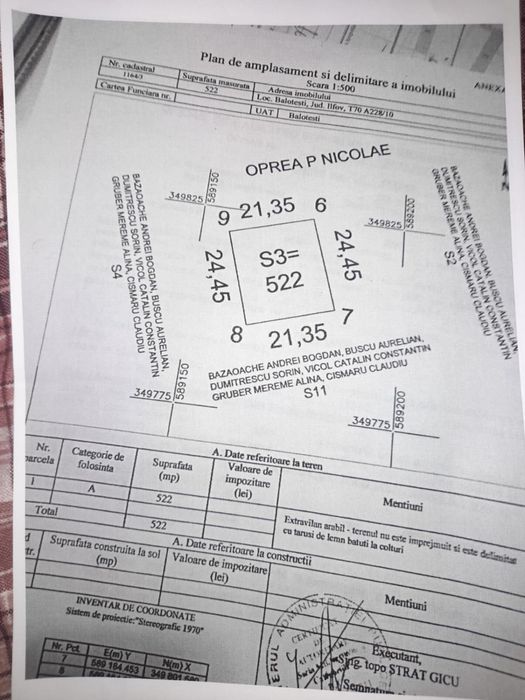 Plan de amplasament si delimitare a imobilului
Scara 1:500
Nr. cadastral
Suprafata masurata
Adresa imobilului
1164/3
522
Loc. Balotesti, Jud. Ilfov, T70 A228/10
Cartea Funciara nr.
UAT
Balotesti
OPREA P NICOLAE
349825
589150
349825
589200
9
21,35
6
24,45
S3=
522
24,45
8
21,35
7
BAZAOACHE ANDREI BOGDAN, BUSCU AURELIAN,
DUMITRESCU SORIN, VICOL CATALIN CONSTANTIN
GRUBER MEREME ALINA, CISMARU CLAUDIU
S4
BAZAOACHE ANDREI BOGDAN, BUSCU AURELIAN,
DUMITRESCU SORIN, VICOL CATALIN CONSTANTIN
GRUBER MEREME ALINA, CISMARU CLAUDIU
S2
BAZAOACHE ANDREI BOGDAN, BUSCU AURELIAN,
DUMITRESCU SORIN, VICOL CATALIN CONSTANTIN
GRUBER MEREME ALINA, CISMARU CLAUDIU
S11
349775
589150
349775
589200
A. Date referitoare la teren
Nr.
parcela
Categorie de
folosinta
Suprafata
(mp)
Valoare de
impozitare
(lei)
Mentiuni
1
A
522
Extravilan arabil - terenul nu este imprejmuit si este delimitat
cu tarusi de lemn batuti la colturi
Total
522
A. Date referitoare la constructii
tr.
Suprafata construita la sol
(mp)
Valoare de impozitare
(lei)
Mentiuni
INVENTAR DE COORDONATE
Sistem de proiectie:"Stereografic 1970"
Nr. Pct.
E(m) Y
N(m) X
7
589 184.453
8
Executant,
Ing. topo STRAT GICU